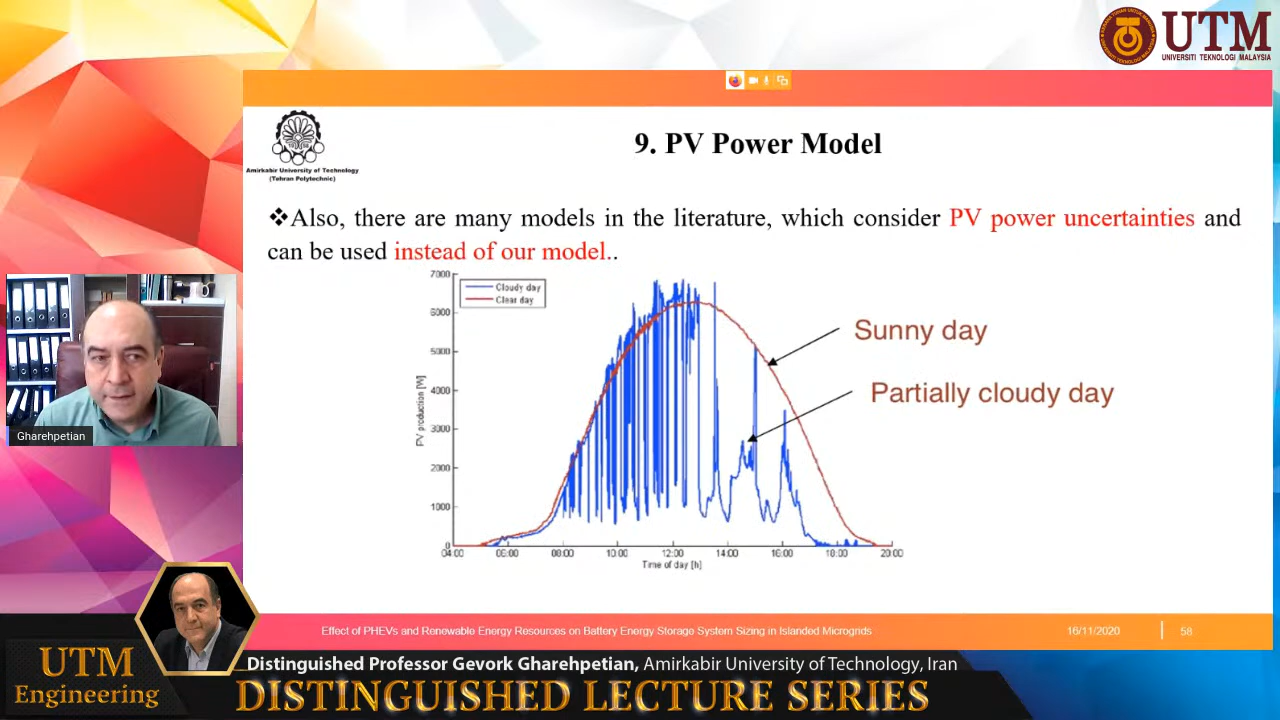 UTM
UNIVERSITI TEKNOLOGI MALAYSIA
Amirkabir University of Technology
(Tehran Polytechnic)
9. PV Power Model
❖Also, there are many models in the literature, which consider PV power uncertainties and
can be used instead of our model..
Cloudy day
Clear day
7000
6000
5000
4000
3000
2000
1000
0
PV production [W]
04:00 06:00 08:00 10:00 12:00 14:00 16:00 18:00 20:00
Time of day [h]
Sunny day
Partially cloudy day
Gharehpetian
Effect of PHEVs and Renewable Energy Resources on Battery Energy Storage System Sizing in Islanded Microgrids
16/11/2020
58
UTM
Engineering
Distinguished Professor Gevork Gharehpetian, Amirkabir University of Technology, Iran
DISTINGUISHED LECTURE SERIES